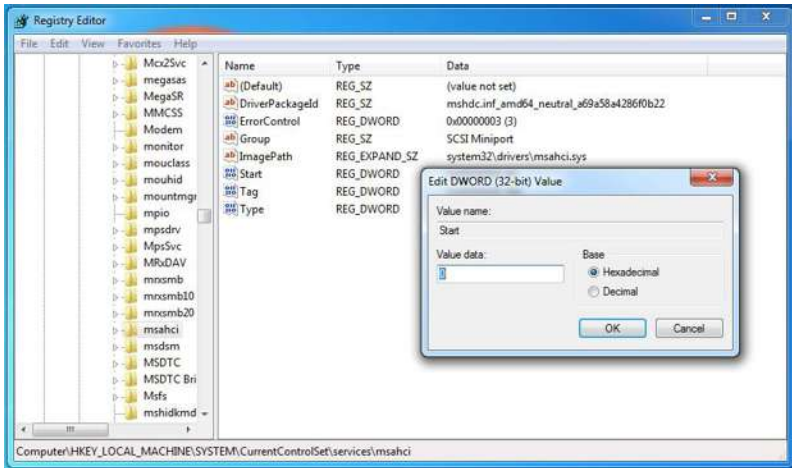 Registry Editor
File Edit View Favorites Help
Mcx2Svc
megasas
MegaSR
MMCSS
Modem
monitor
mouclass
mouhid
mountmgr
mpio
mpsdrv
MpsSvc
MRxDAV
mrxsmb
mrxsmb10
mrxsmb20
msahci
msdsm
MSDTC
MSDTC Bri
Msfs
mshidkmd
Name Type Data
(Default) REG_SZ (value not set)
DriverPackageId REG_SZ mshdc.inf_amd64_neutral_a69a58a4286f0b22
ErrorControl REG_DWORD 0x00000003 (3)
Group REG_SZ SCSI Miniport
ImagePath REG_EXPAND_SZ system32\drivers\msahci.sys
Start REG_DWORD
Tag REG_DWORD
Type REG_DWORD
Edit DWORD (32-bit) Value
Value name:
Start
Value data: Base
0 Hexadecimal
Decimal
OK Cancel
Computer\HKEY_LOCAL_MACHINE\SYSTEM\CurrentControlSet\services\msahci